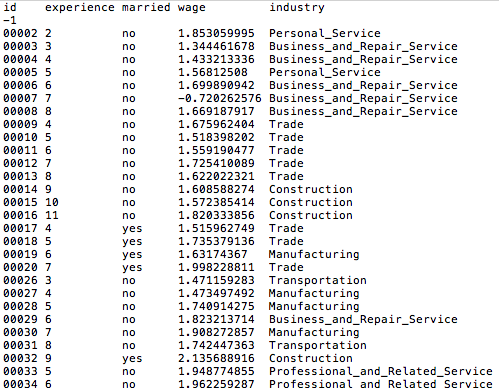 id experience married wage industry
-1
00002 2 no 1.853059995 Personal_Service
00003 3 no 1.344461678 Business_and_Repair_Service
00004 4 no 1.433213336 Business_and_Repair_Service
00005 5 no 1.56812508 Personal_Service
00006 6 no 1.699890942 Business_and_Repair_Service
00007 7 no -0.720262576 Business_and_Repair_Service
00008 8 no 1.669187917 Business_and_Repair_Service
00009 4 no 1.675962404 Trade
00010 5 no 1.518398202 Trade
00011 6 no 1.559190477 Trade
00012 7 no 1.725410089 Trade
00013 8 no 1.622022321 Trade
00014 9 no 1.608588274 Construction
00015 10 no 1.572385414 Construction
00016 11 no 1.820333856 Construction
00017 4 yes 1.515962749 Trade
00018 5 yes 1.735379136 Trade
00019 6 yes 1.63174367 Manufacturing
00020 7 yes 1.998228811 Trade
00026 3 no 1.471159283 Transportation
00027 4 no 1.473497492 Manufacturing
00028 5 no 1.740914275 Manufacturing
00029 6 no 1.823213714 Business_and_Repair_Service
00030 7 no 1.908272857 Manufacturing
00031 8 no 1.742447363 Transportation
00032 9 yes 2.135688916 Construction
00033 5 no 1.948774855 Professional_and_Related_Service
00034 6 no 1.962259287 Professional and Related Service